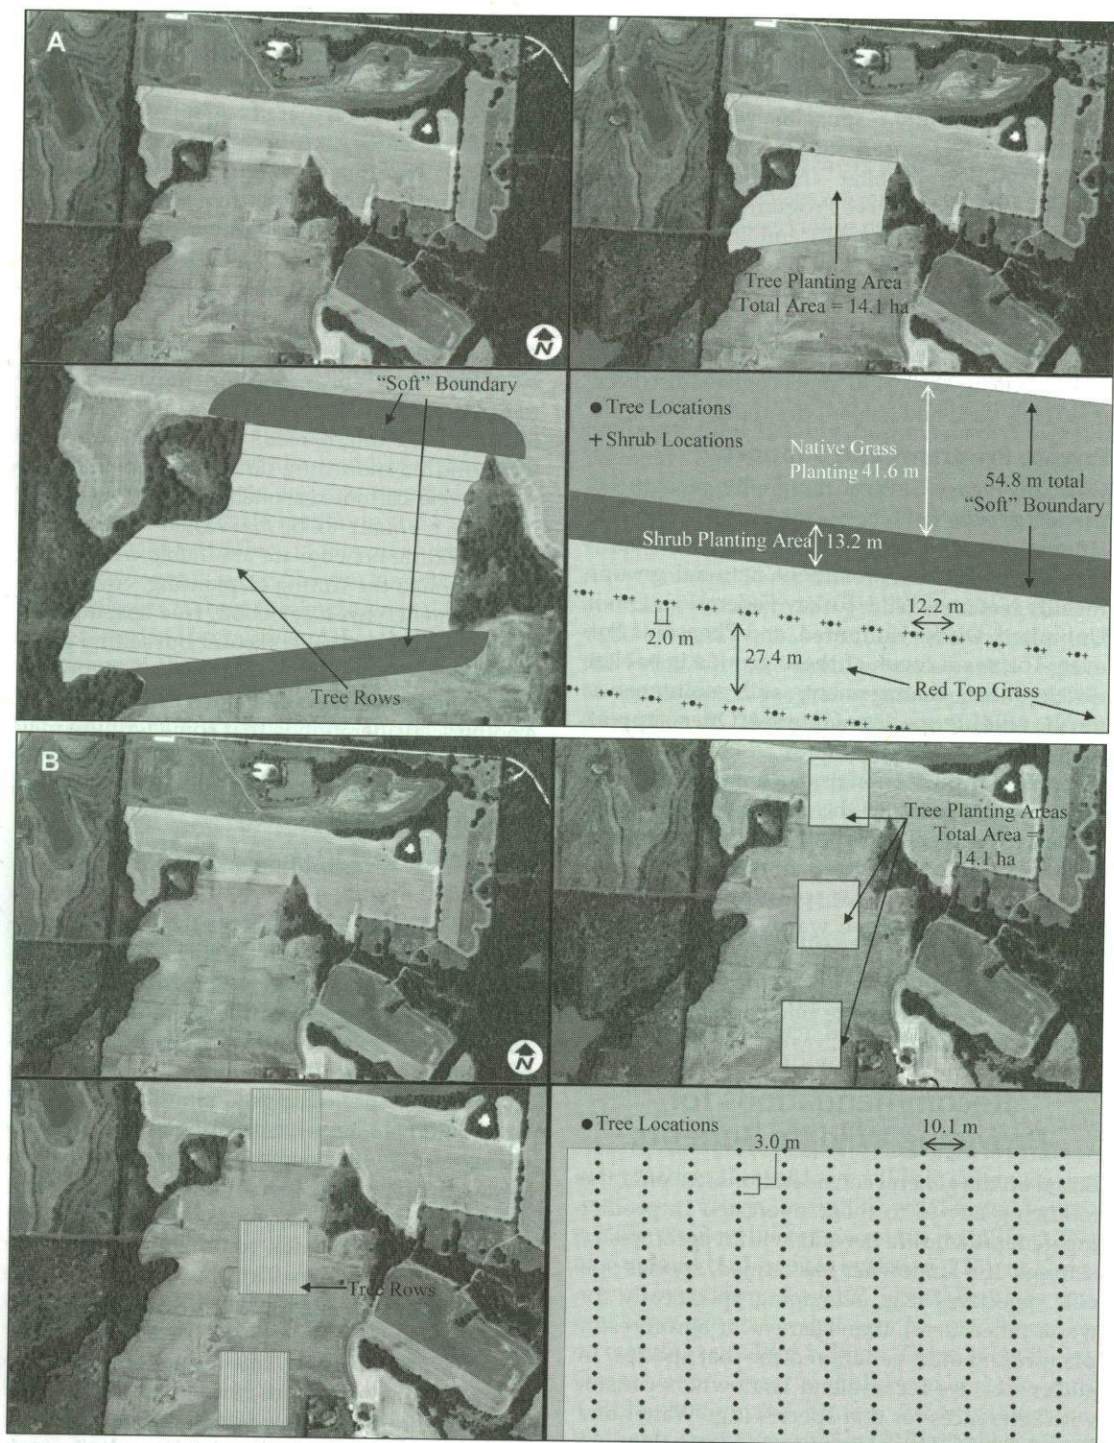 A
N
Tree Planting Area
Total Area = 14.1 ha
"Soft" Boundary
Tree Rows
Tree Locations
+ Shrub Locations
Native Grass
Planting 41.6 m
54.8 m total
"Soft" Boundary
Shrub Planting Area
13.2 m
12.2 m
2.0 m
27.4 m
Red Top Grass
B
N
Tree Planting Areas
Total Area =
14.1 ha
Tree Rows
Tree Locations
3.0 m
10.1 m